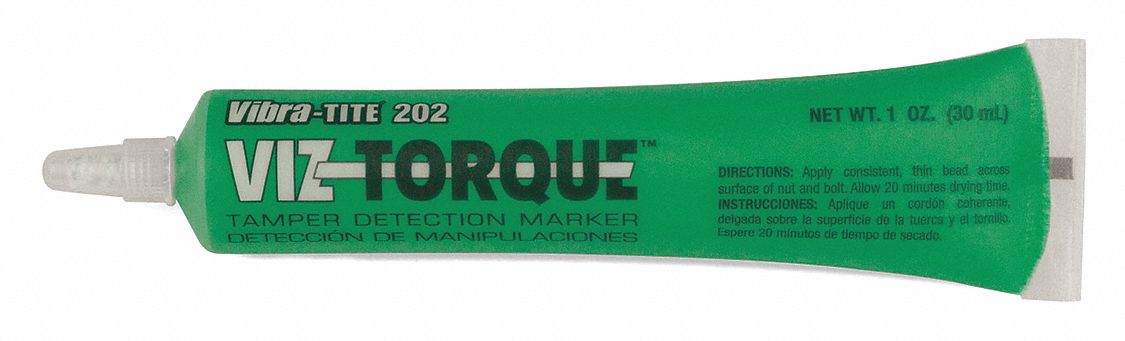 Vibra-TITE 202
VIZ-TORQUE™
TAMPER DETECTION MARKER
DETECCIÓN DE MANIPULACIONES
NET WT. 1 OZ. (30 mL)
DIRECTIONS: Apply consistent, thin bead across
surface of nut and bolt. Allow 20 minutes drying time.
INSTRUCCIONES: Aplique un cordón coherente,
delgada sobre la superficie de la tuerca y el tornillo.
Espere 20 minutos de tiempo de secado.